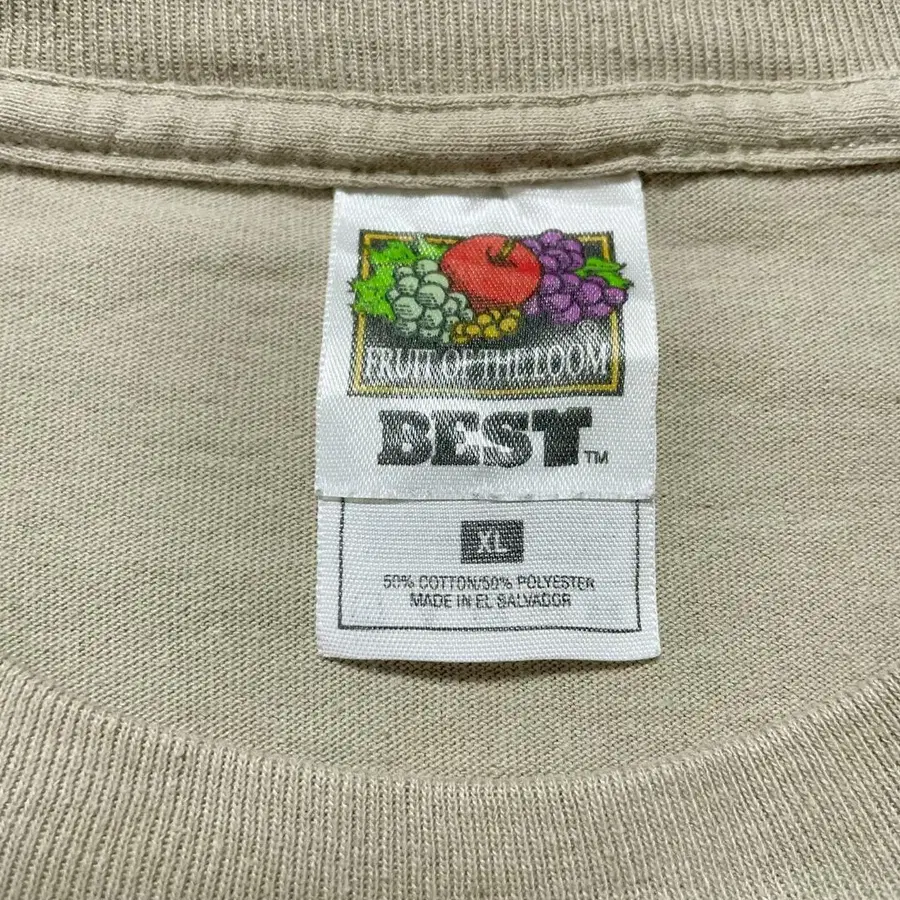 FRUIT OF THE LOOM
BEST™
XL
50% COTTON/50% POLYESTER
MADE IN EL SALVADOR